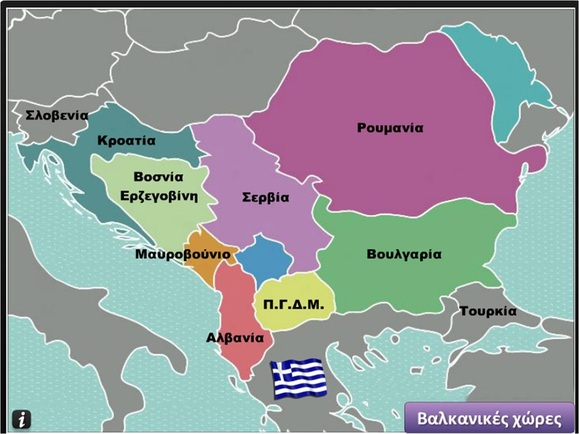 Σλοβενία
Κροατία
Ρουμανία
Βοσνία
Ερζεγοβίνη
Σερβία
Μαυροβούνιο
Βουλγαρία
Π.Γ.Δ.Μ.
Τουρκία
Αλβανία
i
Βαλκανικές χώρες